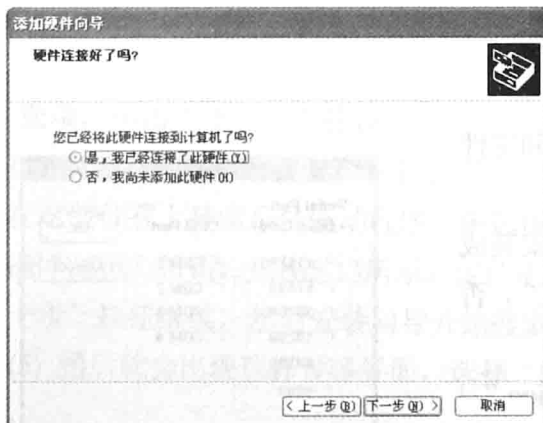 添加硬件向导
硬件连接好了吗?
您已经将此硬件连接到计算机了吗?
是，我已经连接了此硬件(Y)
否，我尚未添加此硬件(H)
< 上一步(B) 下一步(N) > 取消